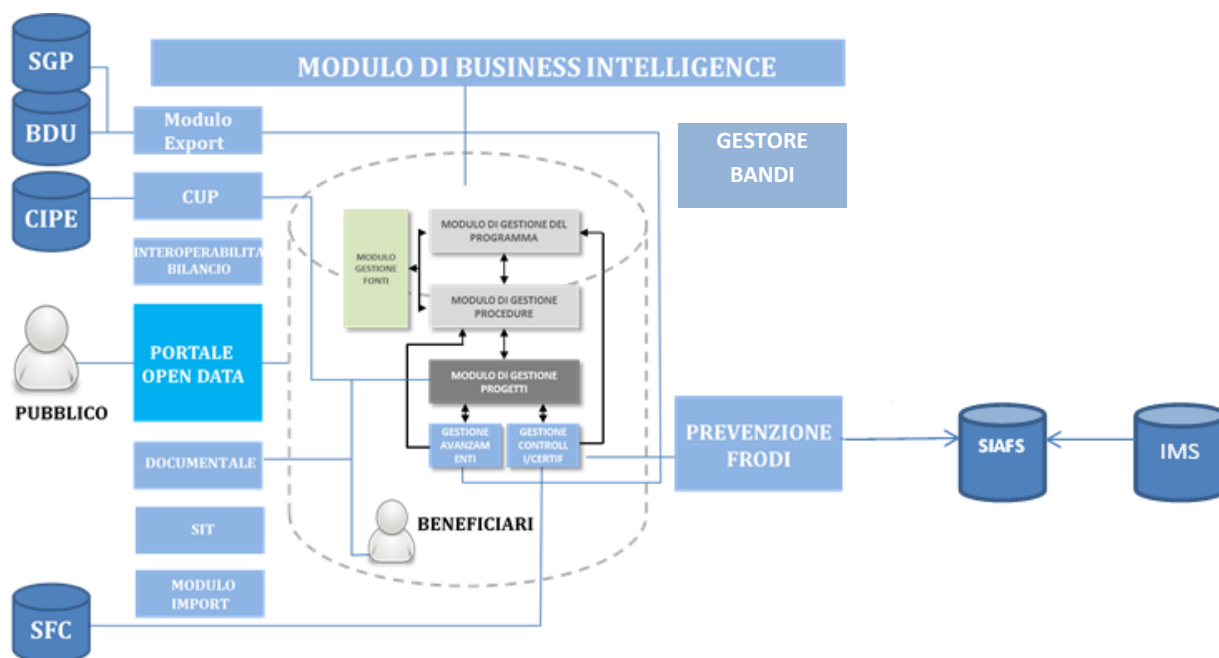 SGP
BDU
CIPE
MODULO DI BUSINESS INTELLIGENCE
Modulo
Export
GESTORE
BANDI
CUP
INTEROPERABILITA
BILANCIO
MODULO
GESTIONE
FONTI
MODULO DI GESTIONE DEL
PROGRAMMA
MODULO DI GESTIONE
PROCEDURE
PORTALE
OPEN DATA
PUBBLICO
MODULO DI GESTIONE
PROGETTI
GESTIONE
AVANZAM
ENTI
GESTIONE
CONTROLL
I/CERTIF
PREVENZIONE
FRODI
SIAFS
IMS
DOCUMENTALE
BENEFICIARI
SIT
MODULO
IMPORT
SFC